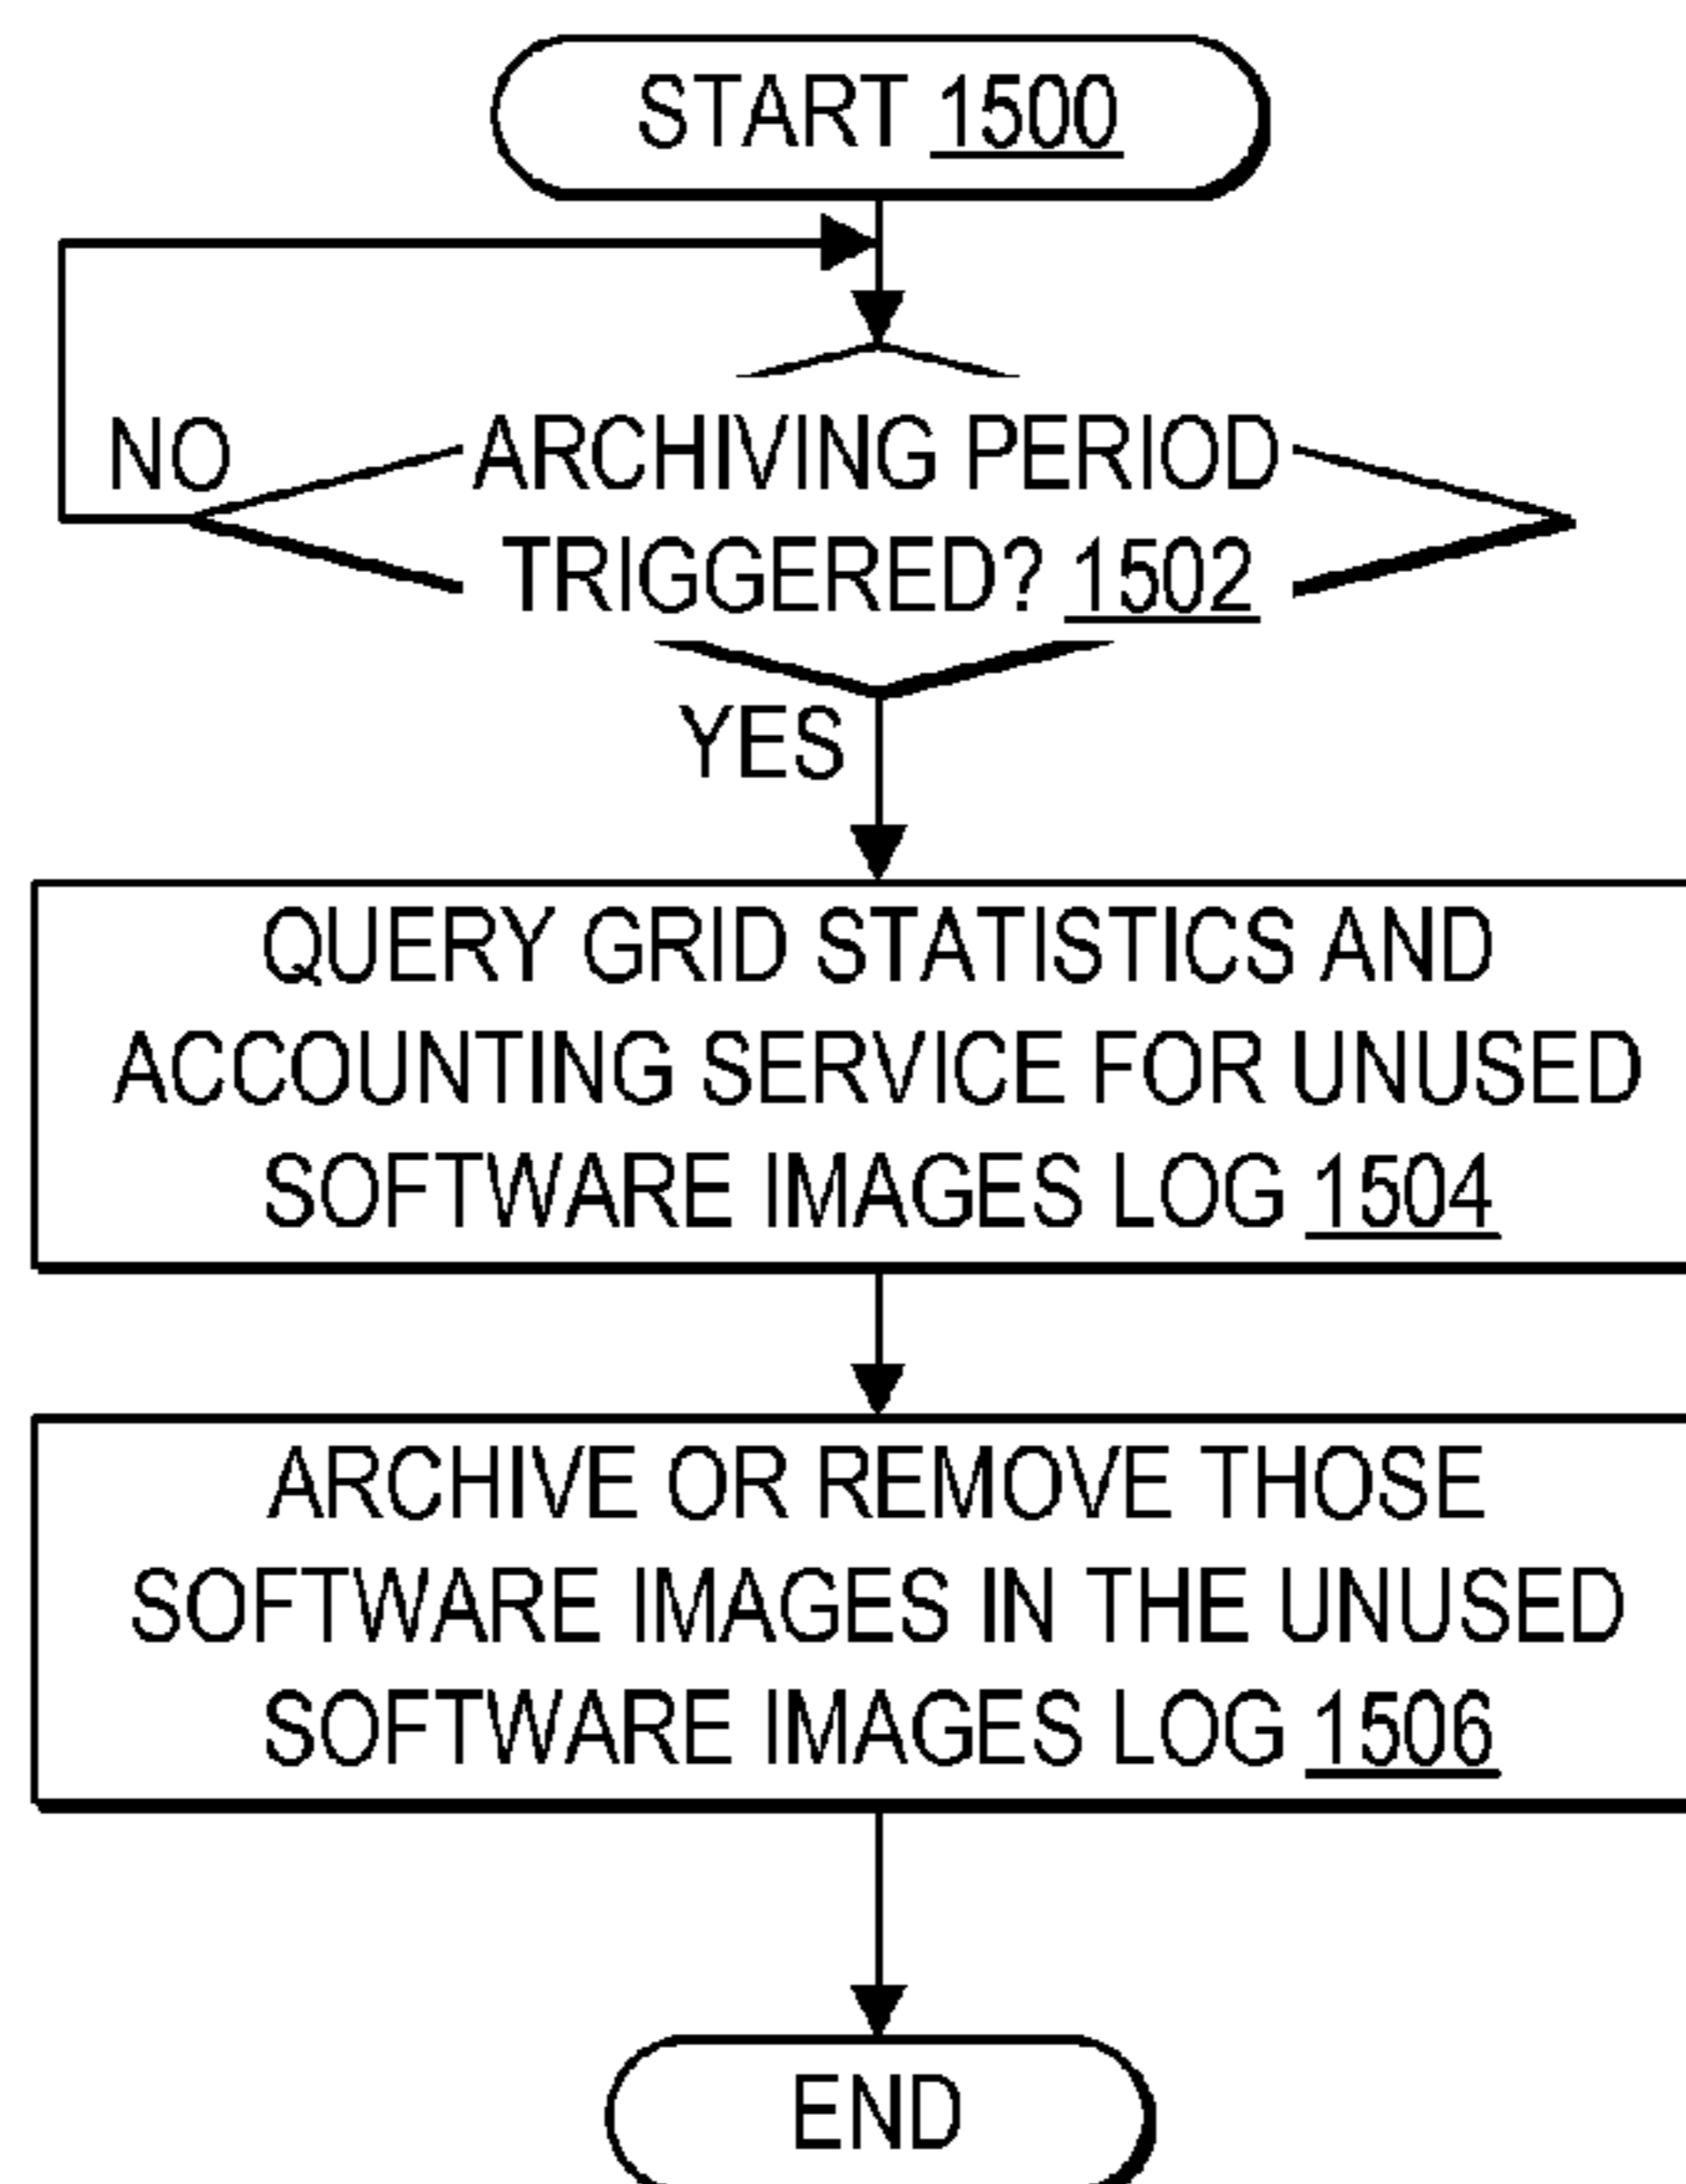 START 1500
NO
ARCHIVING PERIOD
TRIGGERED? 1502
YES
QUERY GRID STATISTICS AND
ACCOUNTING SERVICE FOR UNUSED
SOFTWARE IMAGES LOG 1504
ARCHIVE OR REMOVE THOSE
SOFTWARE IMAGES IN THE UNUSED
SOFTWARE IMAGES LOG 1506
END